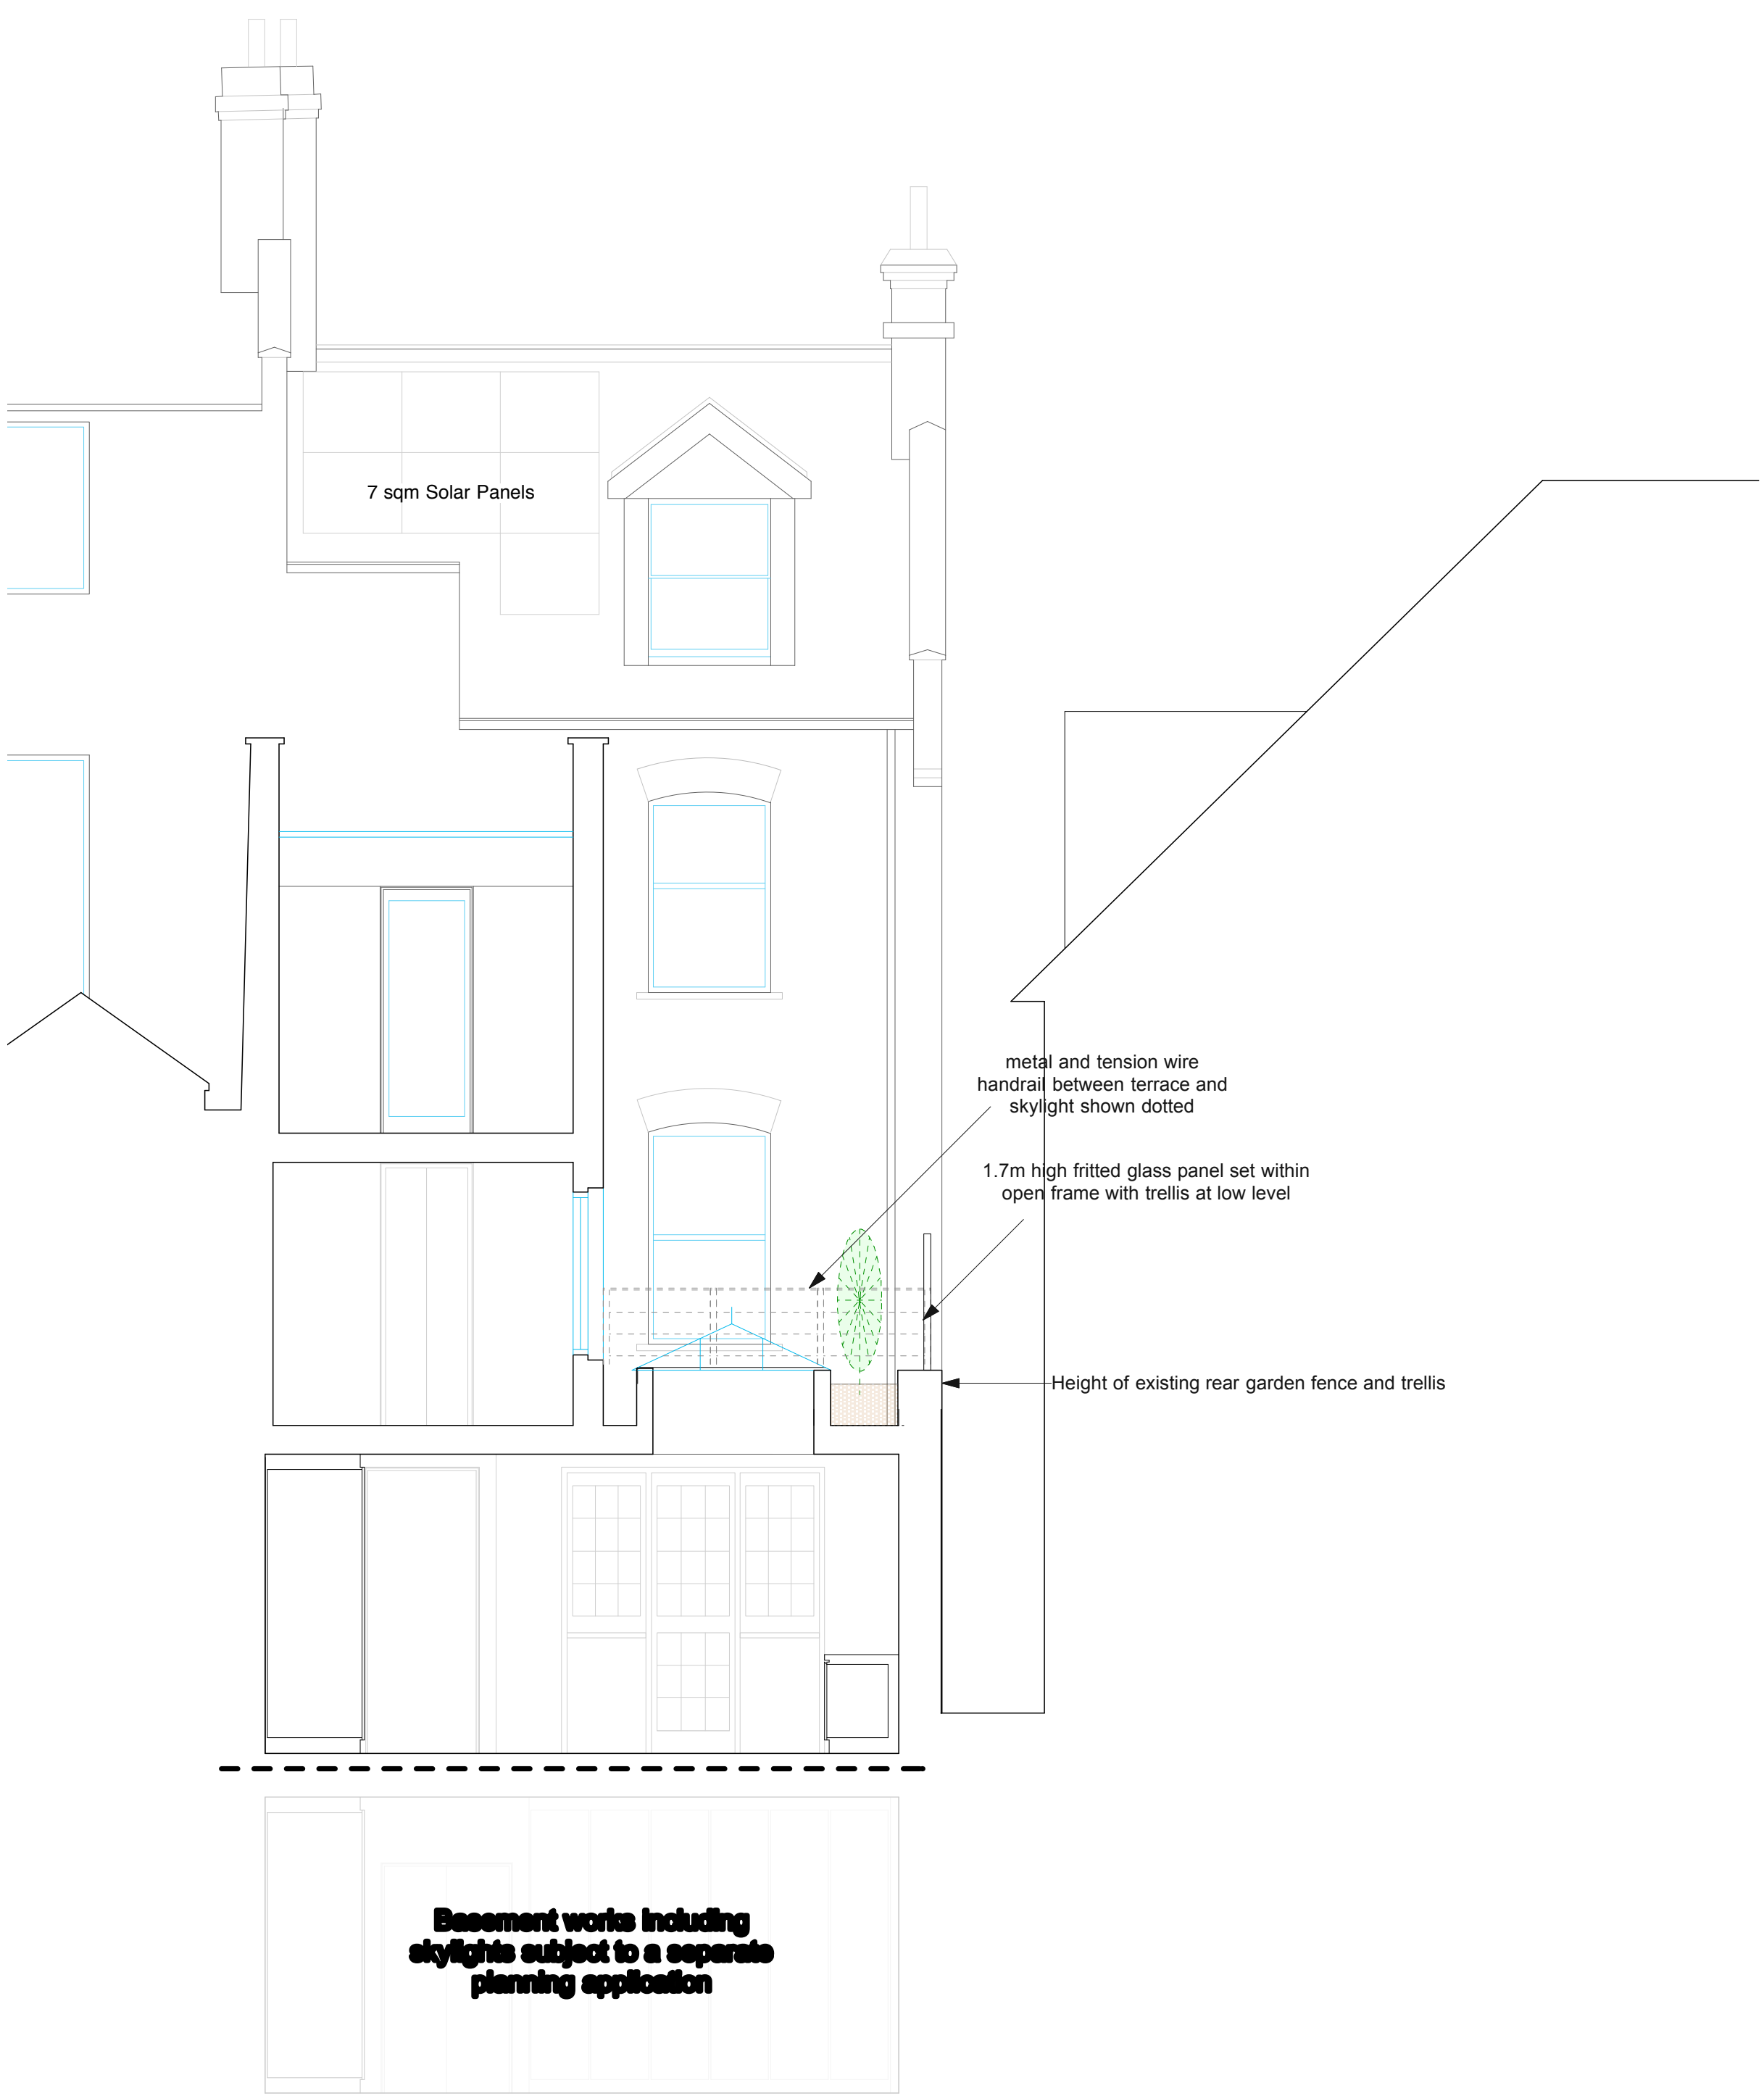 7 sqm Solar Panels
metal and tension wire
handrail between terrace and
skylight shown dotted
1.7m high fritted glass panel set within
open frame with trellis at low level
Height of existing rear garden fence and trellis
Basement works including
skylights subject to a separate
planning application